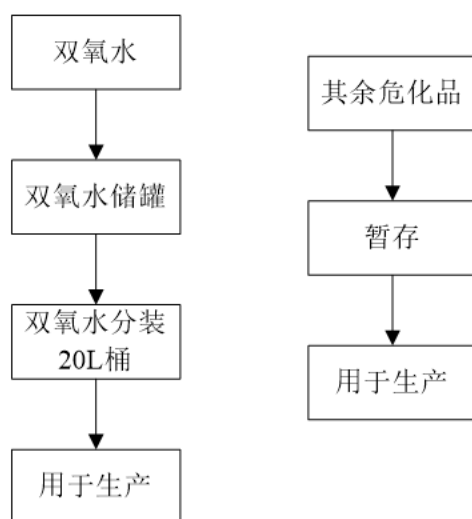 双氧水
双氧水储罐
双氧水分装
20L桶
用于生产
其余危化品
暂存
用于生产